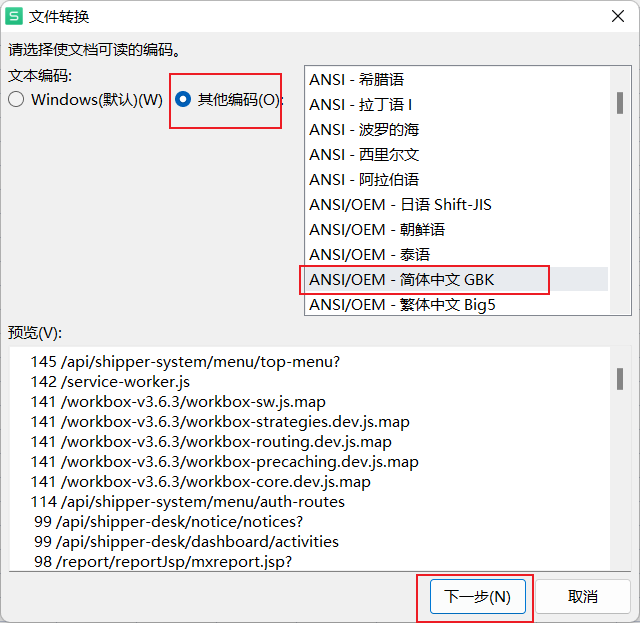 S 文件转换
请选择使文档可读的编码。
文本编码:
Windows(默认)(W) 其他编码(O):
ANSI - 希腊语
ANSI - 拉丁语 I
ANSI - 波罗的海
ANSI - 西里尔文
ANSI - 阿拉伯语
ANSI/OEM - 日语 Shift-JIS
ANSI/OEM - 朝鲜语
ANSI/OEM - 泰语
ANSI/OEM - 简体中文 GBK
ANSI/OEM - 繁体中文 Big5
预览(V):
145 /api/shipper-system/menu/top-menu?
142 /service-worker.js
141 /workbox-v3.6.3/workbox-sw.js.map
141 /workbox-v3.6.3/workbox-strategies.dev.js.map
141 /workbox-v3.6.3/workbox-routing.dev.js.map
141 /workbox-v3.6.3/workbox-precaching.dev.js.map
141 /workbox-v3.6.3/workbox-core.dev.js.map
114 /api/shipper-system/menu/auth-routes
99 /api/shipper-desk/notice/notices?
99 /api/shipper-desk/dashboard/activities
98 /report/reportJsp/mxreport.jsp?
下一步(N) 取消